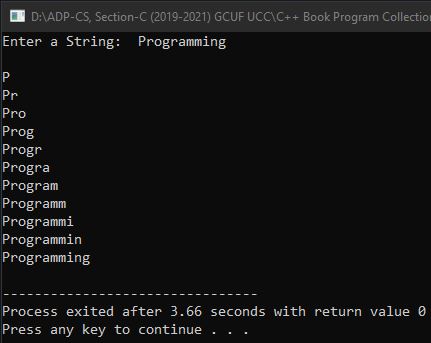 D:\ADP-CS, Section-C (2019-2021) GCUF UCC\C++ Book Program Collection
Enter a String:  Programming
P
Pr
Pro
Prog
Progr
Progra
Program
Programm
Programmi
Programmin
Programming
--------------------------------
Process exited after 3.66 seconds with return value 0
Press any key to continue . . .